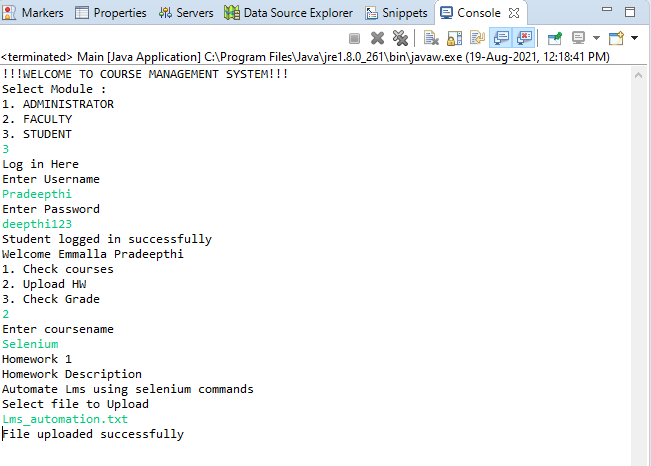 Markers Properties Servers Data Source Explorer Snippets Console
<terminated> Main [Java Application] C:\Program Files\Java\jre1.8.0_261\bin\javaw.exe (19-Aug-2021, 12:18:41 PM)
!!!WELCOME TO COURSE MANAGEMENT SYSTEM!!!
Select Module :
1. ADMINISTRATOR
2. FACULTY
3. STUDENT
3
Log in Here
Enter Username
Pradeepthi
Enter Password
deepthi123
Student logged in successfully
Welcome Emmalla Pradeepthi
1. Check courses
2. Upload HW
3. Check Grade
2
Enter coursename
Selenium
Homework 1
Homework Description
Automate Lms using selenium commands
Select file to Upload
Lms_automation.txt
File uploaded successfully